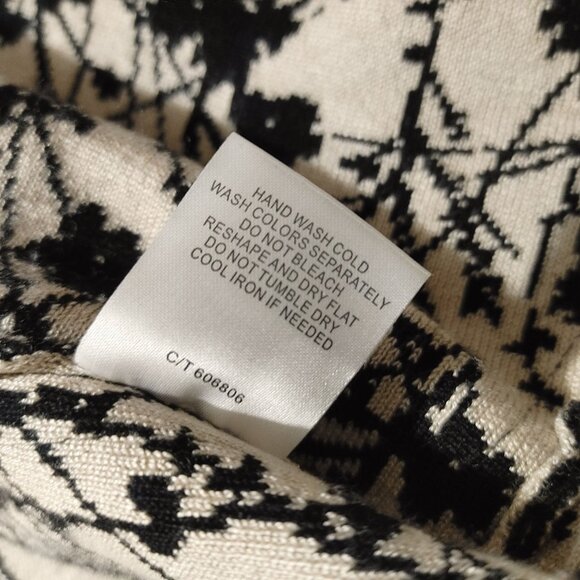 HAND WASH COLD
WASH COLORS SEPARATELY
DO NOT BLEACH
RESHAPE AND DRY FLAT
DO NOT TUMBLE DRY
COOL IRON IF NEEDED
C/T 606806